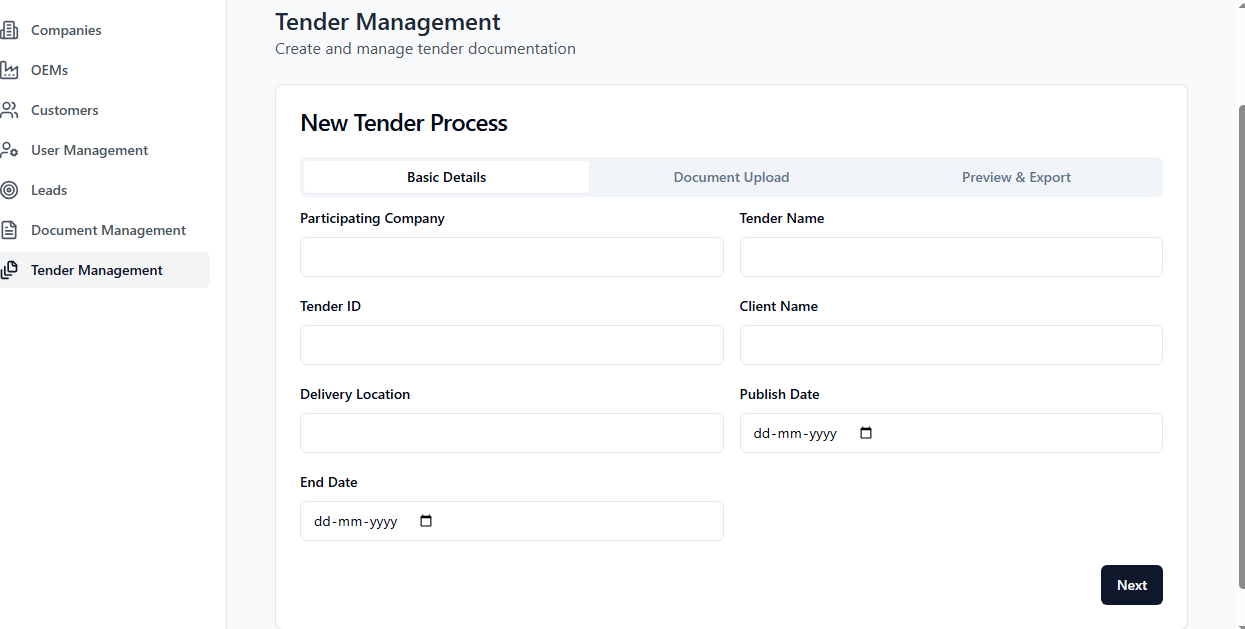 Companies
OEMs
Customers
User Management
Leads
Document Management
Tender Management
Tender Management
Create and manage tender documentation
New Tender Process
Basic Details Document Upload Preview & Export
Participating Company Tender Name
Tender ID Client Name
Delivery Location Publish Date
dd-mm-yyyy
End Date
dd-mm-yyyy
Next